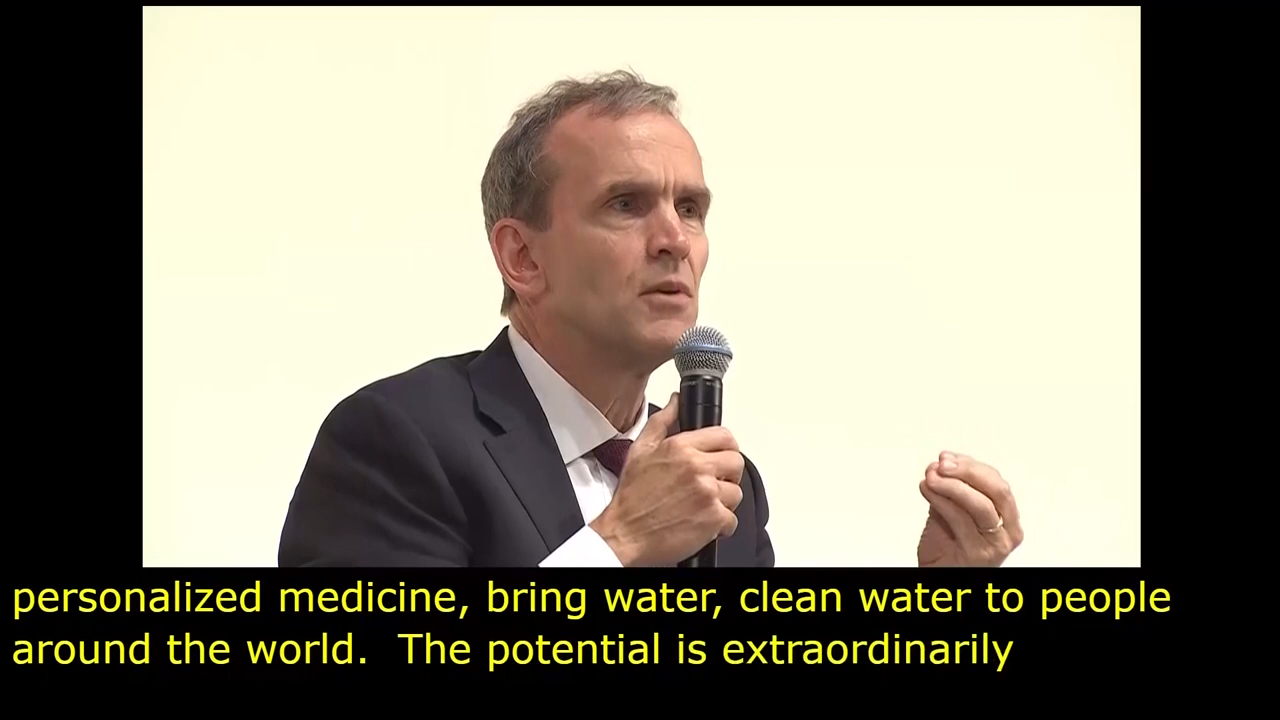 personalized medicine, bring water, clean water to people
around the world.  The potential is extraordinarily